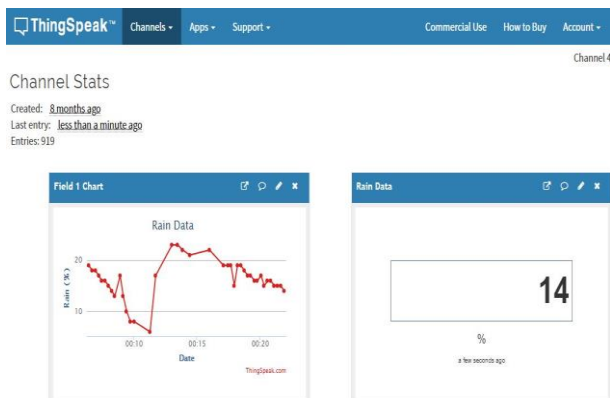 ThingSpeak™ Channels Apps Support Commercial Use How to Buy Account
Channel 4
Channel Stats
Created: 8 months ago
Last entry: less than a minute ago
Entries: 919
Field 1 Chart
Rain Data
Rain (%)
20
10
00:10 00:15 00:20
Date
ThingSpeak.com
Rain Data
14
%
a few seconds ago